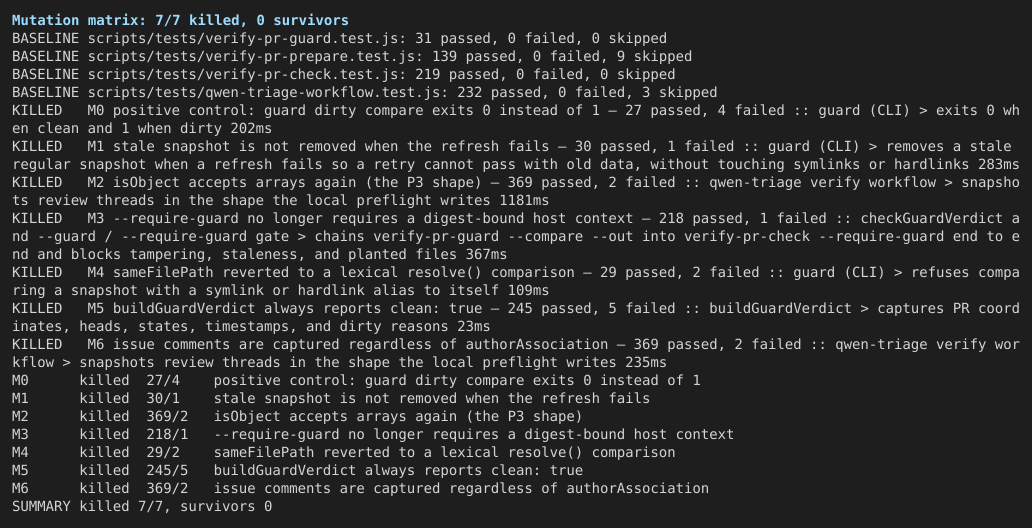 Mutation matrix: 7/7 killed, 0 survivors
BASELINE scripts/tests/verify-pr-guard.test.js: 31 passed, 0 failed, 0 skipped
BASELINE scripts/tests/verify-pr-prepare.test.js: 139 passed, 0 failed, 9 skipped
BASELINE scripts/tests/verify-pr-check.test.js: 219 passed, 0 failed, 0 skipped
BASELINE scripts/tests/qwen-triage-workflow.test.js: 232 passed, 0 failed, 3 skipped
KILLED   M0 positive control: guard dirty compare exits 0 instead of 1 — 27 passed, 4 failed :: guard (CLI) > exits 0 wh
en clean and 1 when dirty 202ms
KILLED   M1 stale snapshot is not removed when the refresh fails — 30 passed, 1 failed :: guard (CLI) > removes a stale
regular snapshot when a refresh fails so a retry cannot pass with old data, without touching symlinks or hardlinks 283ms
KILLED   M2 isObject accepts arrays again (the P3 shape) — 369 passed, 2 failed :: qwen-triage verify workflow > snapsho
ts review threads in the shape the local preflight writes 1181ms
KILLED   M3 --require-guard no longer requires a digest-bound host context — 218 passed, 1 failed :: checkGuardVerdict a
nd --guard / --require-guard gate > chains verify-pr-guard --compare --out into verify-pr-check --require-guard end to e
nd and blocks tampering, staleness, and planted files 367ms
KILLED   M4 sameFilePath reverted to a lexical resolve() comparison — 29 passed, 2 failed :: guard (CLI) > refuses compa
ring a snapshot with a symlink or hardlink alias to itself 109ms
KILLED   M5 buildGuardVerdict always reports clean: true — 245 passed, 5 failed :: buildGuardVerdict > captures PR coord
inates, heads, states, timestamps, and dirty reasons 23ms
KILLED   M6 issue comments are captured regardless of authorAssociation — 369 passed, 2 failed :: qwen-triage verify wor
kflow > snapshots review threads in the shape the local preflight writes 235ms
M0      killed  27/4    positive control: guard dirty compare exits 0 instead of 1
M1      killed  30/1    stale snapshot is not removed when the refresh fails
M2      killed  369/2   isObject accepts arrays again (the P3 shape)
M3      killed  218/1   --require-guard no longer requires a digest-bound host context
M4      killed  29/2    sameFilePath reverted to a lexical resolve() comparison
M5      killed  245/5   buildGuardVerdict always reports clean: true
M6      killed  369/2   issue comments are captured regardless of authorAssociation
SUMMARY killed 7/7, survivors 0